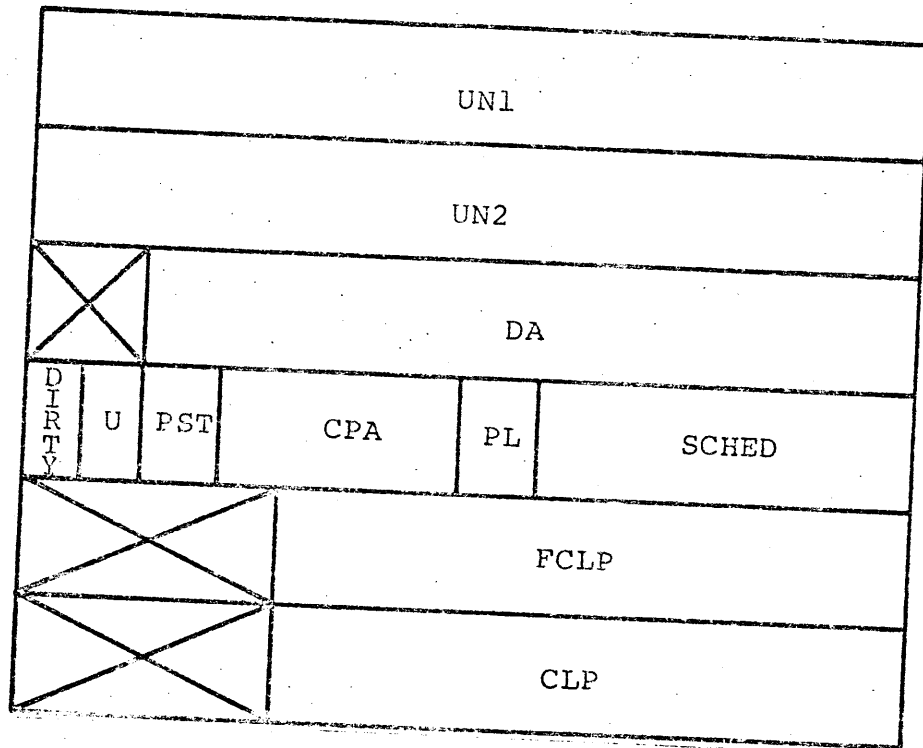 UN1
UN2
DA
DIRTY U PST CPA PL SCHED
FCLP
CLP